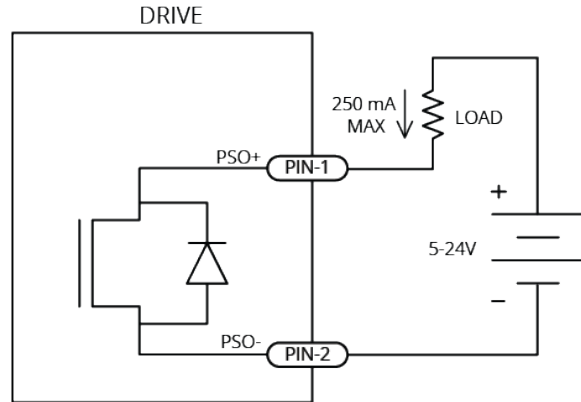 DRIVE
250 mA
MAX
LOAD
PSO+
PIN-1
+
5-24V
–
PSO-
PIN-2